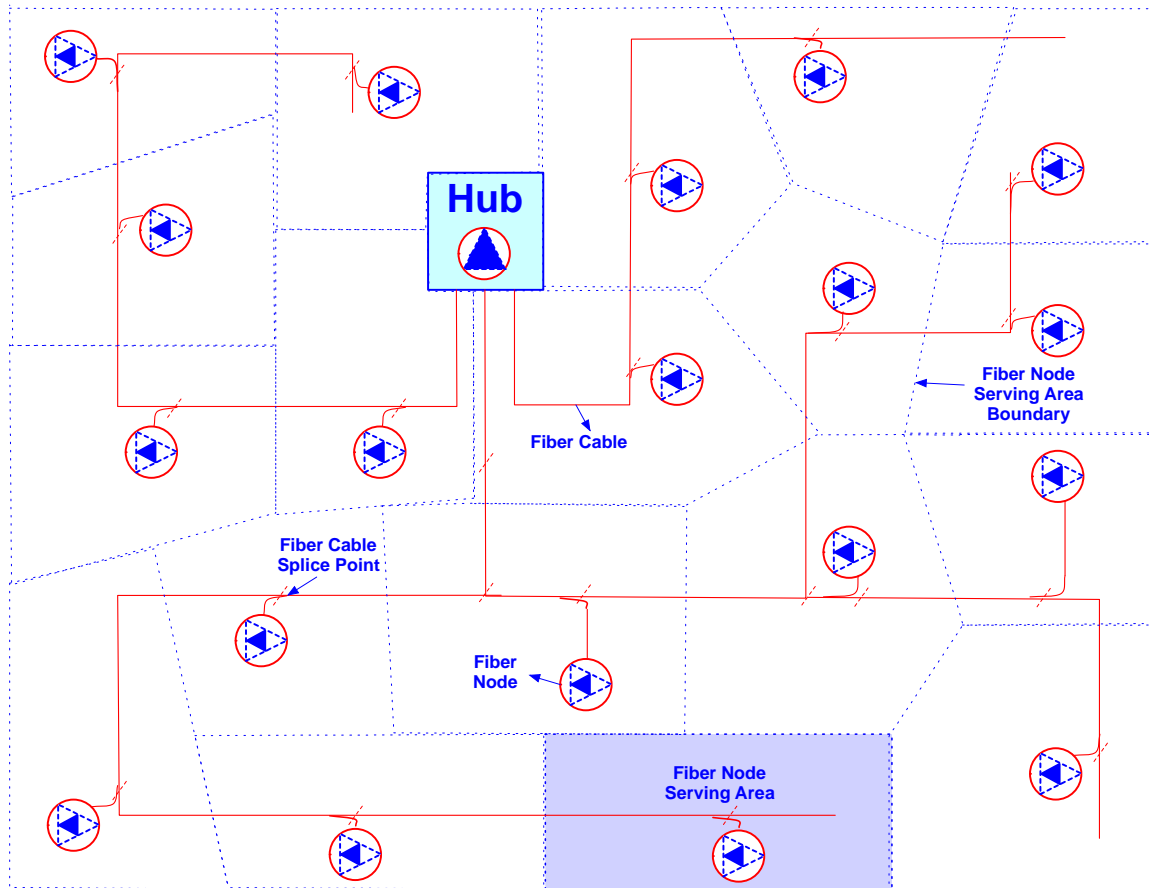 Hub
Fiber Node
Serving Area
Boundary
Fiber Cable
Fiber Cable
Splice Point
Fiber
Node
Fiber Node
Serving Area